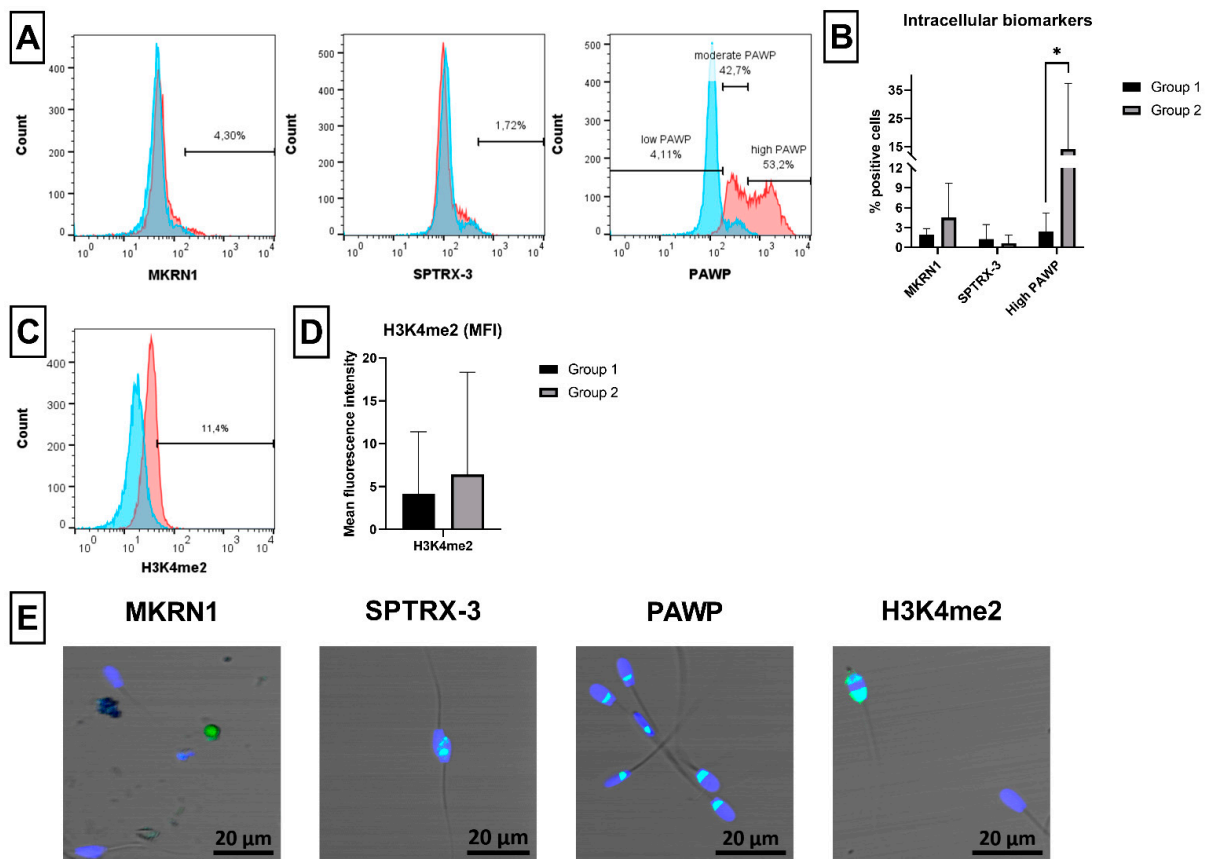 A
Count
400
300
200
100
0
4,30%
10^0 10^1 10^2 10^3 10^4
MKRN1
Count
500
400
300
200
100
0
1,72%
10^0 10^1 10^2 10^3 10^4
SPTRX-3
Count
500
400
300
200
100
0
moderate PAWP
42,7%
low PAWP
4,11%
high PAWP
53,2%
10^0 10^1 10^2 10^3 10^4
PAWP
B
Intracellular biomarkers
% positive cells
35
25
15
12
9
6
3
0
*
MKRN1
SPTRX-3
High PAWP
Group 1
Group 2
C
Count
400
300
200
100
0
11,4%
10^0 10^1 10^2 10^3 10^4
H3K4me2
D
H3K4me2 (MFI)
Mean fluorescence intensity
20
15
10
5
0
H3K4me2
Group 1
Group 2
E
MKRN1
SPTRX-3
PAWP
H3K4me2
20 µm
20 µm
20 µm
20 µm